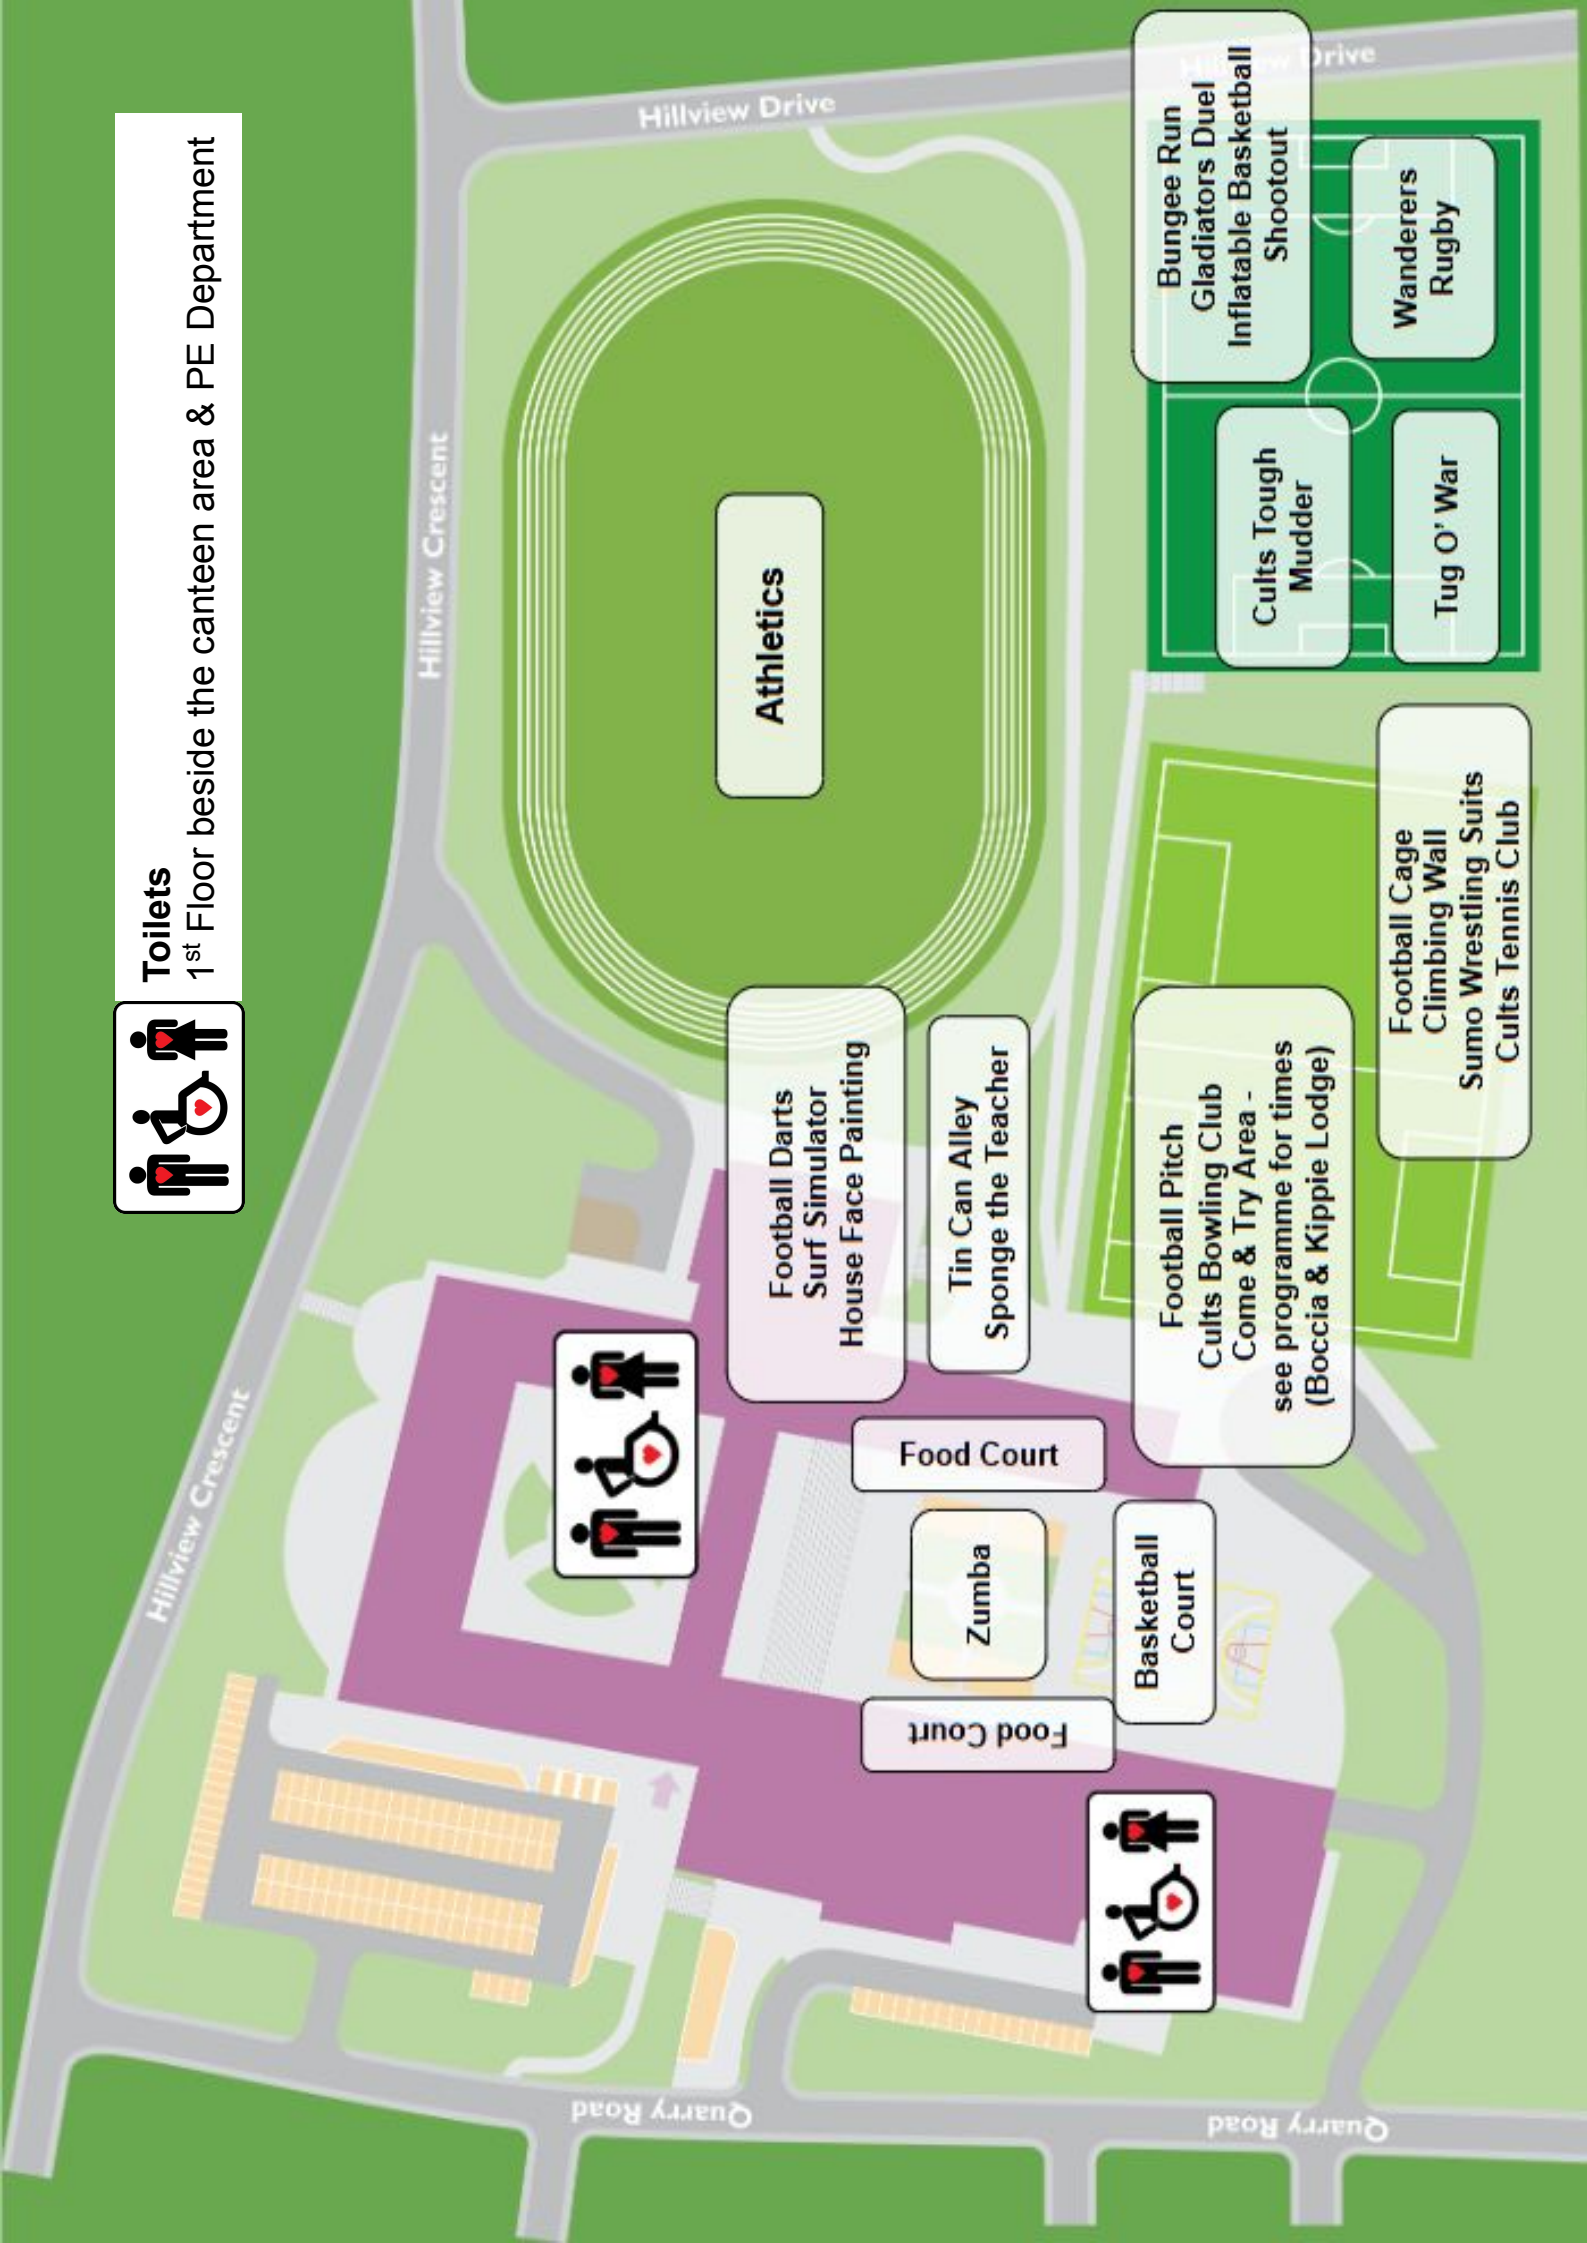 Toilets
1st Floor beside the canteen area & PE Department
Hillview Crescent
Hillview Crescent
Hillview Drive
Hillview Drive
Athletics
Bungee Run
Gladiators Duel
Inflatable Basketball
Shootout
Wanderers
Rugby
Cults Tough
Mudder
Tug O' War
Football Cage
Climbing Wall
Sumo Wrestling Suits
Cults Tennis Club
Football Darts
Surf Simulator
House Face Painting
Tin Can Alley
Sponge the Teacher
Football Pitch
Cults Bowling Club
Come & Try Area -
see programme for times
(Boccia & Kippie Lodge)
Food Court
Zumba
Basketball
Court
Food Court
Quarry Road
Quarry Road